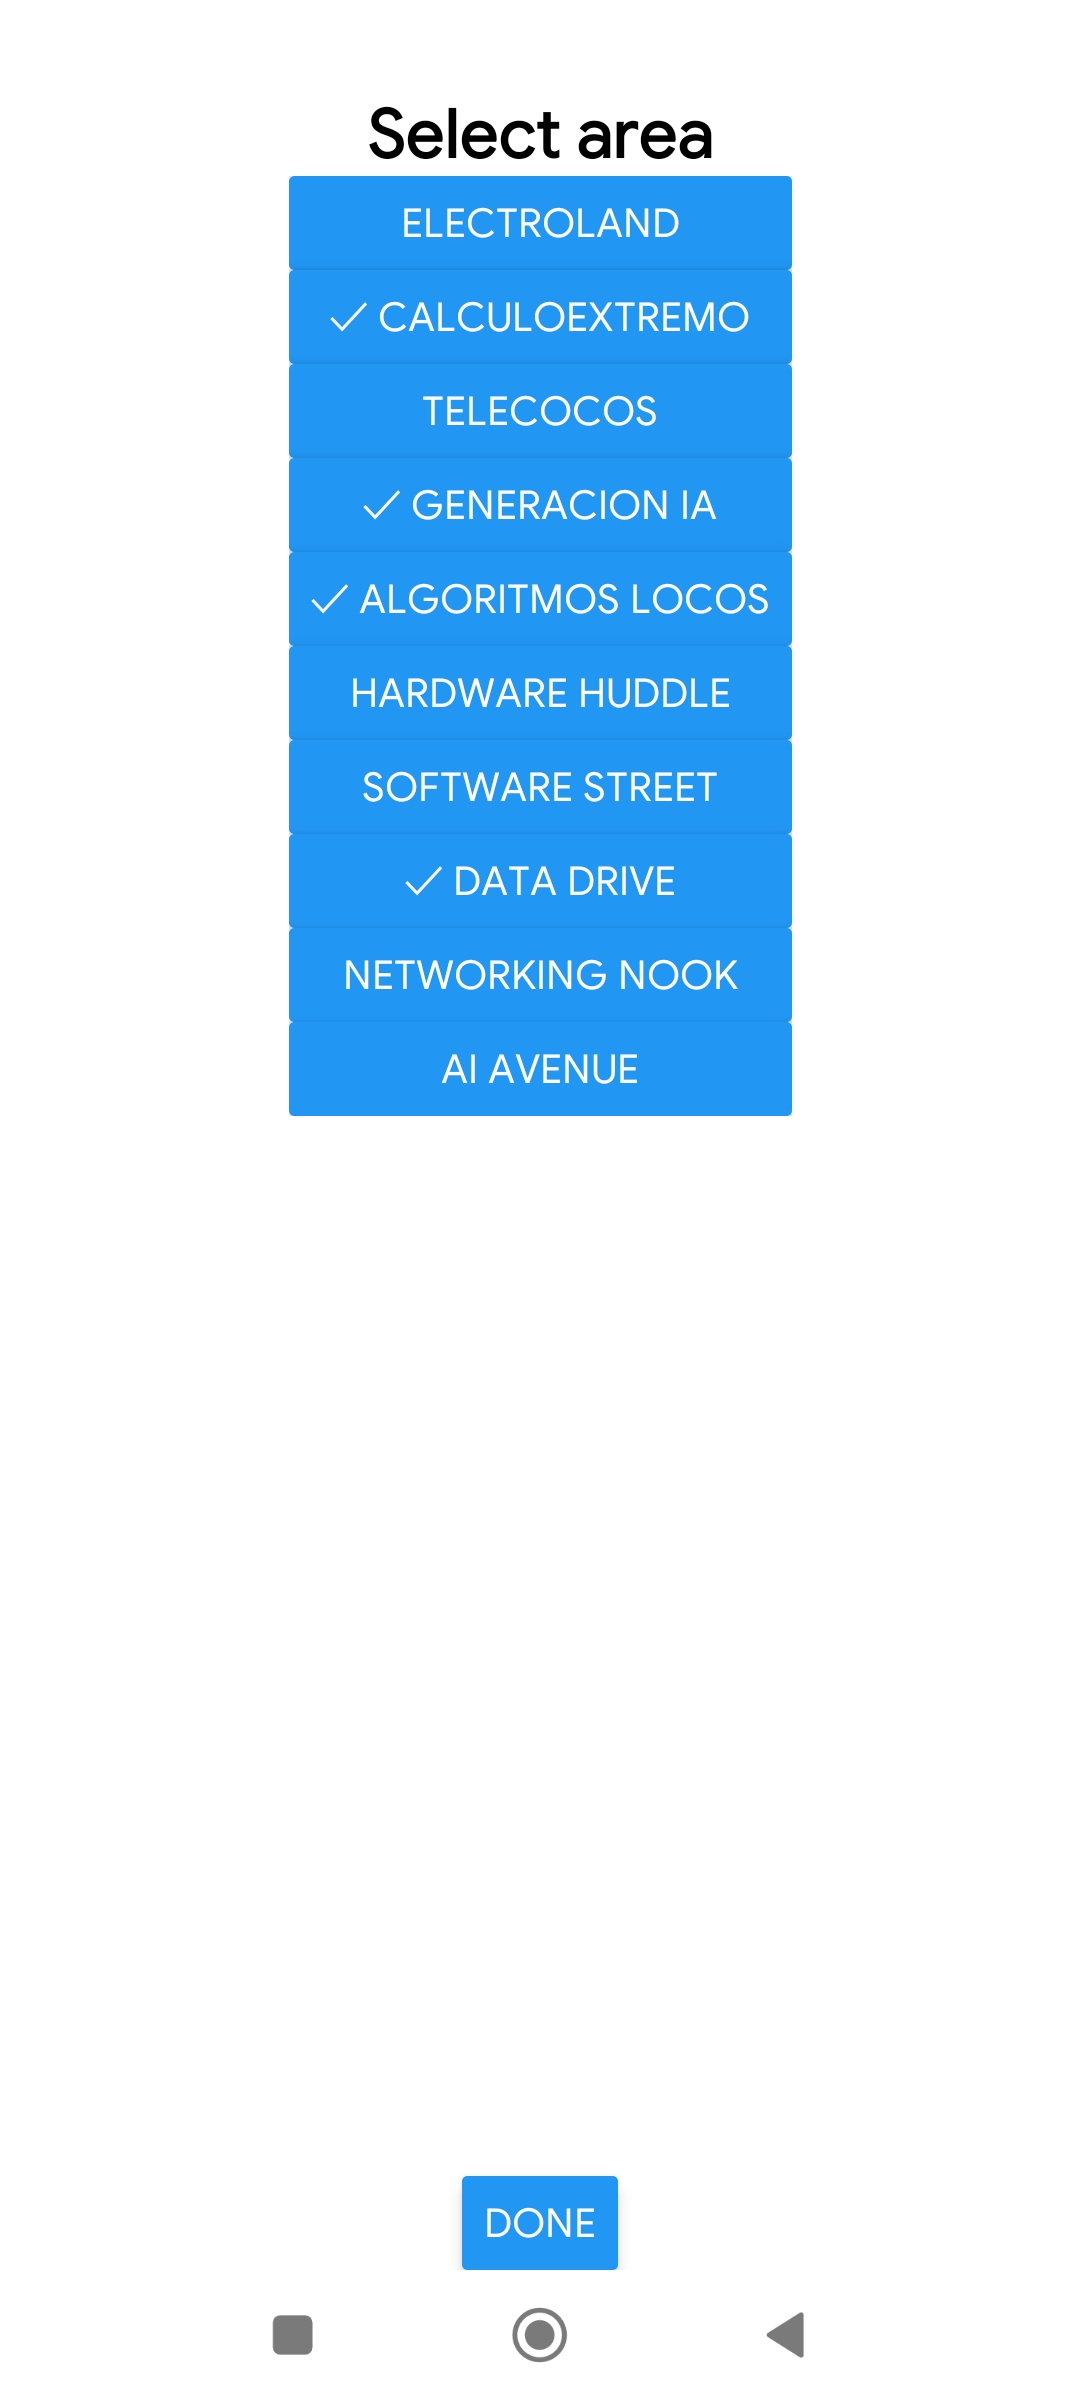 Select area
ELECTROLAND
✓ CALCULOEXTREMO
TELECOCOS
✓ GENERACION IA
✓ ALGORITMOS LOCOS
HARDWARE HUDDLE
SOFTWARE STREET
✓ DATA DRIVE
NETWORKING NOOK
AI AVENUE
DONE